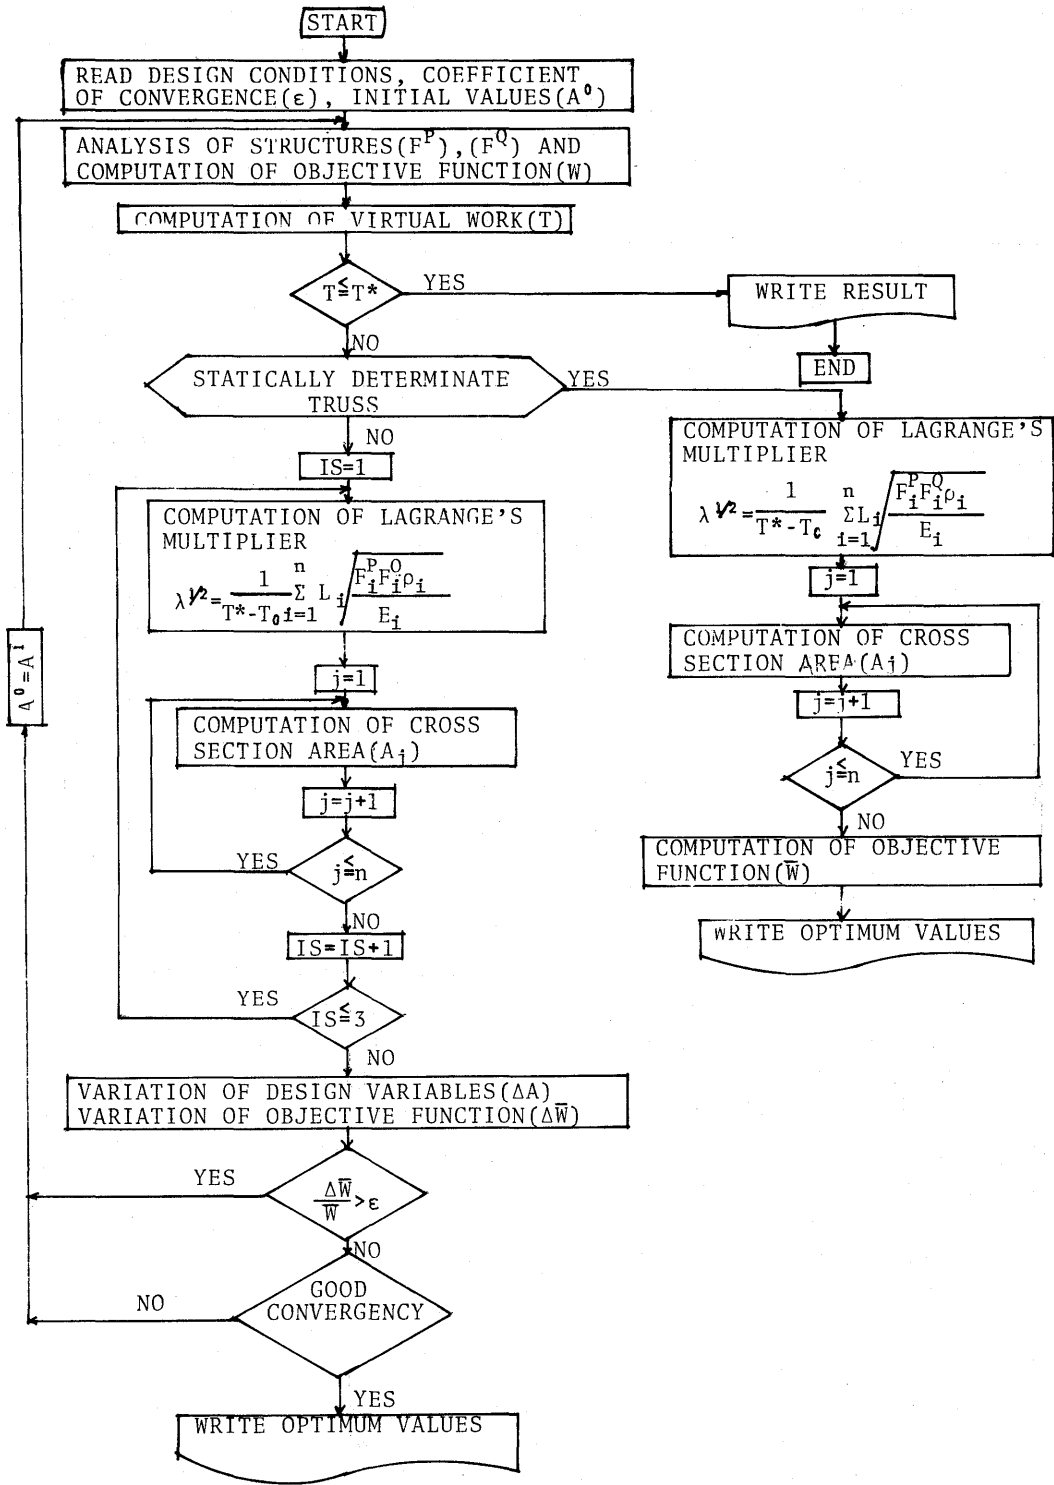 START
READ DESIGN CONDITIONS, COEFFICIENT
OF CONVERGENCE(ε), INITIAL VALUES(A⁰)
ANALYSIS OF STRUCTURES(F^P),(F^Q) AND
COMPUTATION OF OBJECTIVE FUNCTION(W)
COMPUTATION OF VIRTUAL WORK(T)
T≦T*
YES
WRITE RESULT
END
NO
STATICALLY DETERMINATE
TRUSS
YES
COMPUTATION OF LAGRANGE'S
MULTIPLIER
λ^1/2 = 1/(T*-T₀) Σ(i=1 to n) L_i √(F_i^P F_i^Q ρ_i / E_i)
j=1
COMPUTATION OF CROSS
SECTION AREA(A_j)
j=j+1
j≦n
YES
NO
COMPUTATION OF OBJECTIVE
FUNCTION(W̅)
WRITE OPTIMUM VALUES
NO
IS=1
COMPUTATION OF LAGRANGE'S
MULTIPLIER
λ^1/2 = 1/(T*-T₀) Σ(i=1 to n) L_i √(F_i^P F_i^Q ρ_i / E_i)
j=1
COMPUTATION OF CROSS
SECTION AREA(A_j)
j=j+1
YES
j≦n
NO
IS=IS+1
YES
IS≦3
NO
VARIATION OF DESIGN VARIABLES(ΔA)
VARIATION OF OBJECTIVE FUNCTION(ΔW̅)
YES
ΔW̅/W̅ >ε
NO
GOOD
CONVERGENCY
NO
A⁰=A¹
YES
WRITE OPTIMUM VALUES